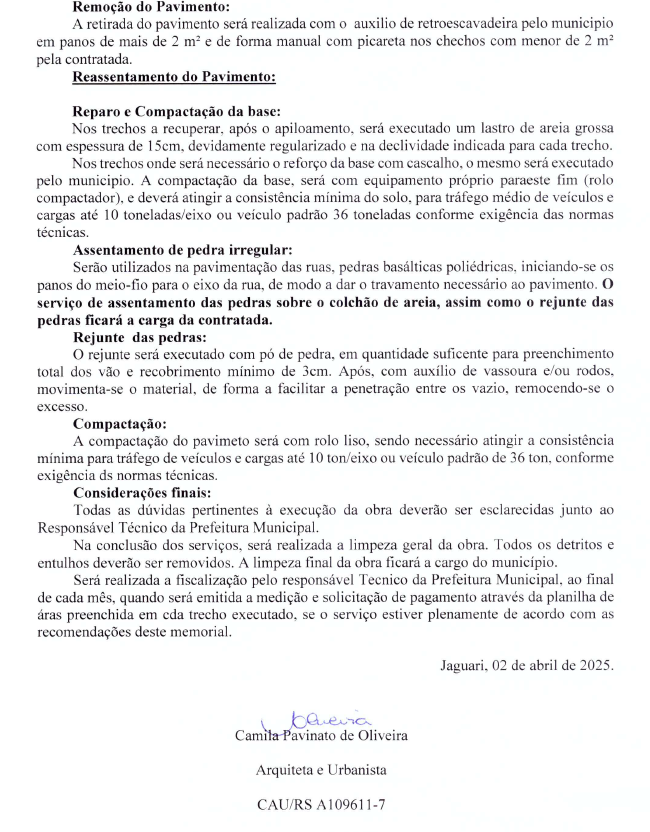 Remoção do Pavimento:
A retirada do pavimento será realizada com o auxilio de retroescavadeira pelo municipio
em panos de mais de 2 m² e de forma manual com picareta nos chechos com menor de 2 m²
pela contratada.
Reassentamento do Pavimento:
Reparo e Compactação da base:
Nos trechos a recuperar, após o apiloamento, será executado um lastro de areia grossa
com espessura de 15cm, devidamente regularizado e na declividade indicada para cada trecho.
Nos trechos onde será necessário o reforço da base com cascalho, o mesmo será executado
pelo municipio. A compactação da base, será com equipamento próprio paraeste fim (rolo
compactador), e deverá atingir a consistência mínima do solo, para tráfego médio de veículos e
cargas até 10 toneladas/eixo ou veículo padrão 36 toneladas conforme exigência das normas
técnicas.
Assentamento de pedra irregular:
Serão utilizados na pavimentação das ruas, pedras basálticas poliédricas, iniciando-se os
panos do meio-fio para o eixo da rua, de modo a dar o travamento necessário ao pavimento. O
serviço de assentamento das pedras sobre o colchão de areia, assim como o rejunte das
pedras ficará a carga da contratada.
Rejunte das pedras:
O rejunte será executado com pó de pedra, em quantidade suficente para preenchimento
total dos vão e recobrimento mínimo de 3cm. Após, com auxílio de vassoura e/ou rodos,
movimenta-se o material, de forma a facilitar a penetração entre os vazio, remocendo-se o
excesso.
Compactação:
A compactação do pavimeto será com rolo liso, sendo necessário atingir a consistência
mínima para tráfego de veículos e cargas até 10 ton/eixo ou veículo padrão de 36 ton, conforme
exigência ds normas técnicas.
Considerações finais:
Todas as dúvidas pertinentes à execução da obra deverão ser esclarecidas junto ao
Responsável Técnico da Prefeitura Municipal.
Na conclusão dos serviços, será realizada a limpeza geral da obra. Todos os detritos e
entulhos deverão ser removidos. A limpeza final da obra ficará a cargo do município.
Será realizada a fiscalização pelo responsável Tecnico da Prefeitura Municipal, ao final
de cada mês, quando será emitida a medição e solicitação de pagamento através da planilha de
áras preenchida em cda trecho executado, se o serviço estiver plenamente de acordo com as
recomendações deste memorial.
Jaguari, 02 de abril de 2025.
Camila Pavinato de Oliveira
Arquiteta e Urbanista
CAU/RS A109611-7